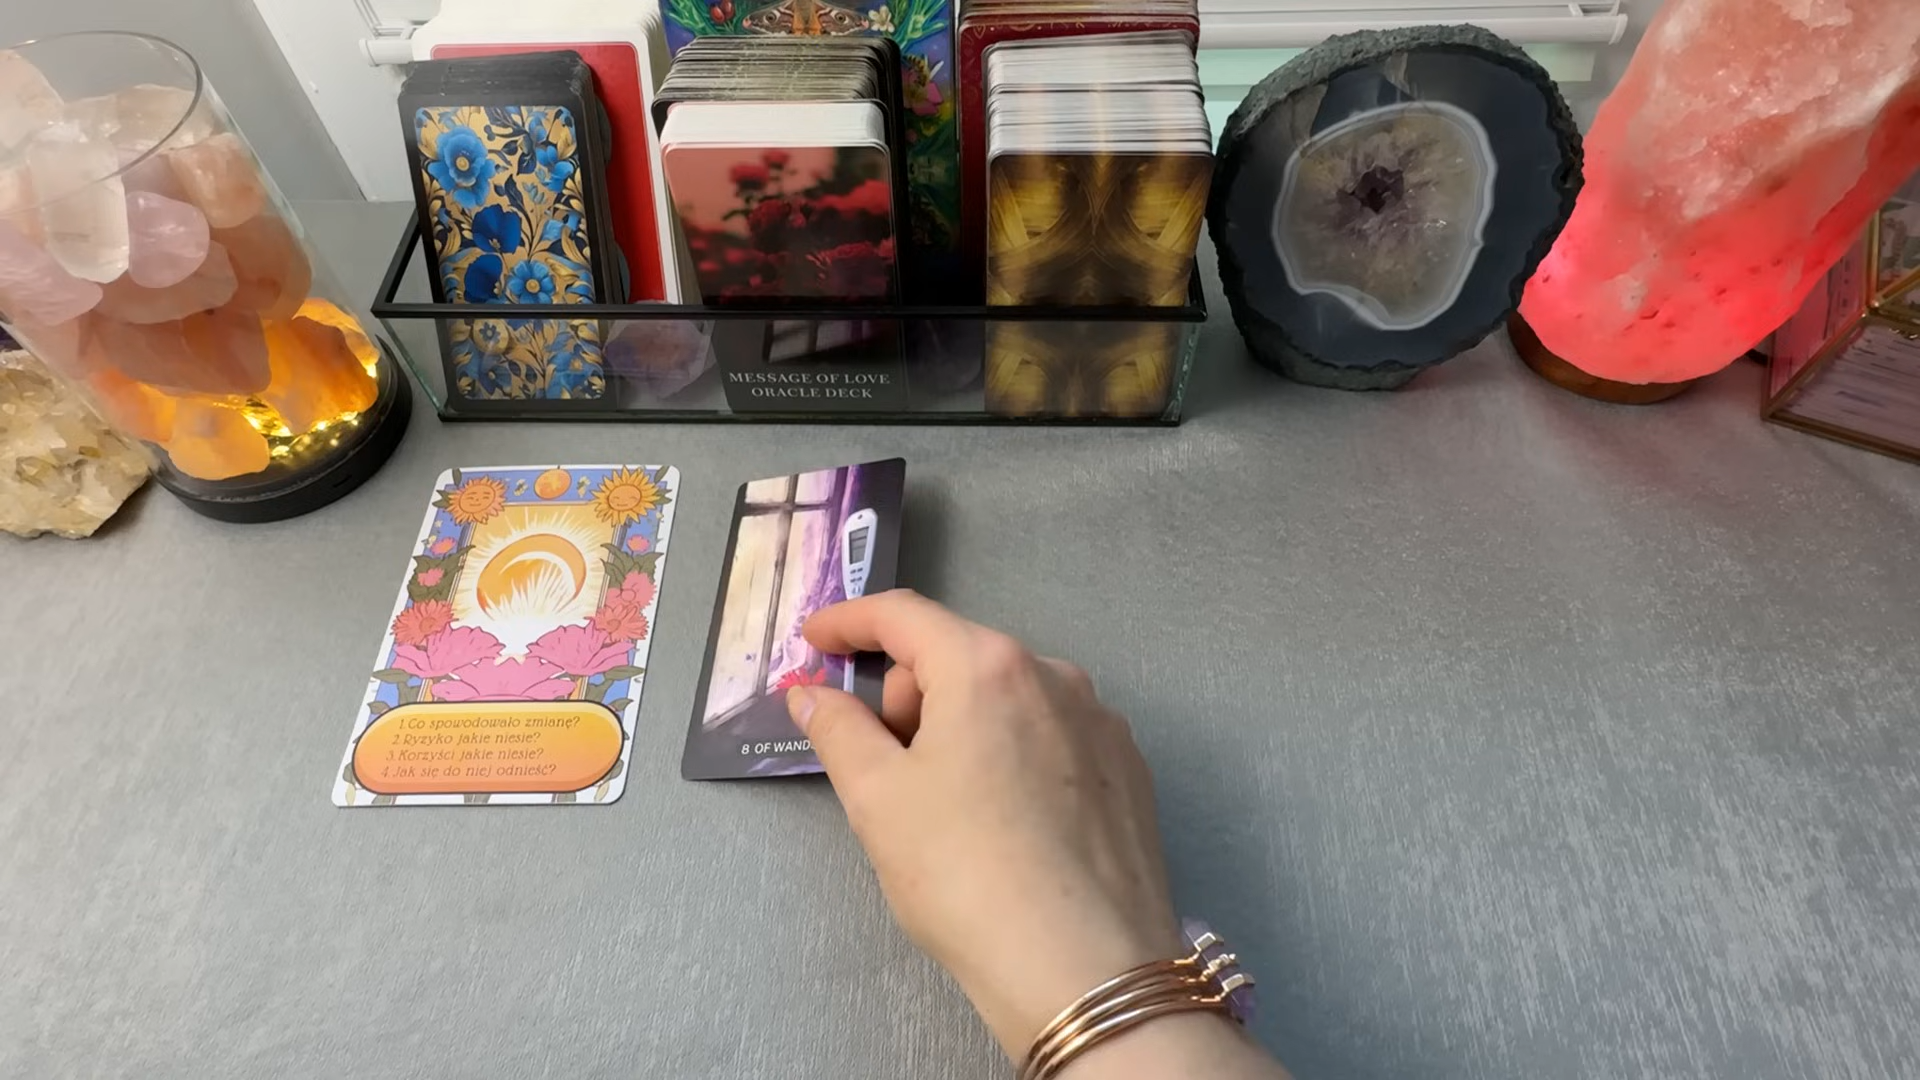 MESSAGE OF LOVE
ORACLE DECK
1. Co spowodowało zmianę?
2. Ryzyko jakie niesie?
3. Korzyści jakie niesie?
4. Jak się do niej odnieść?
8 OF WANDS